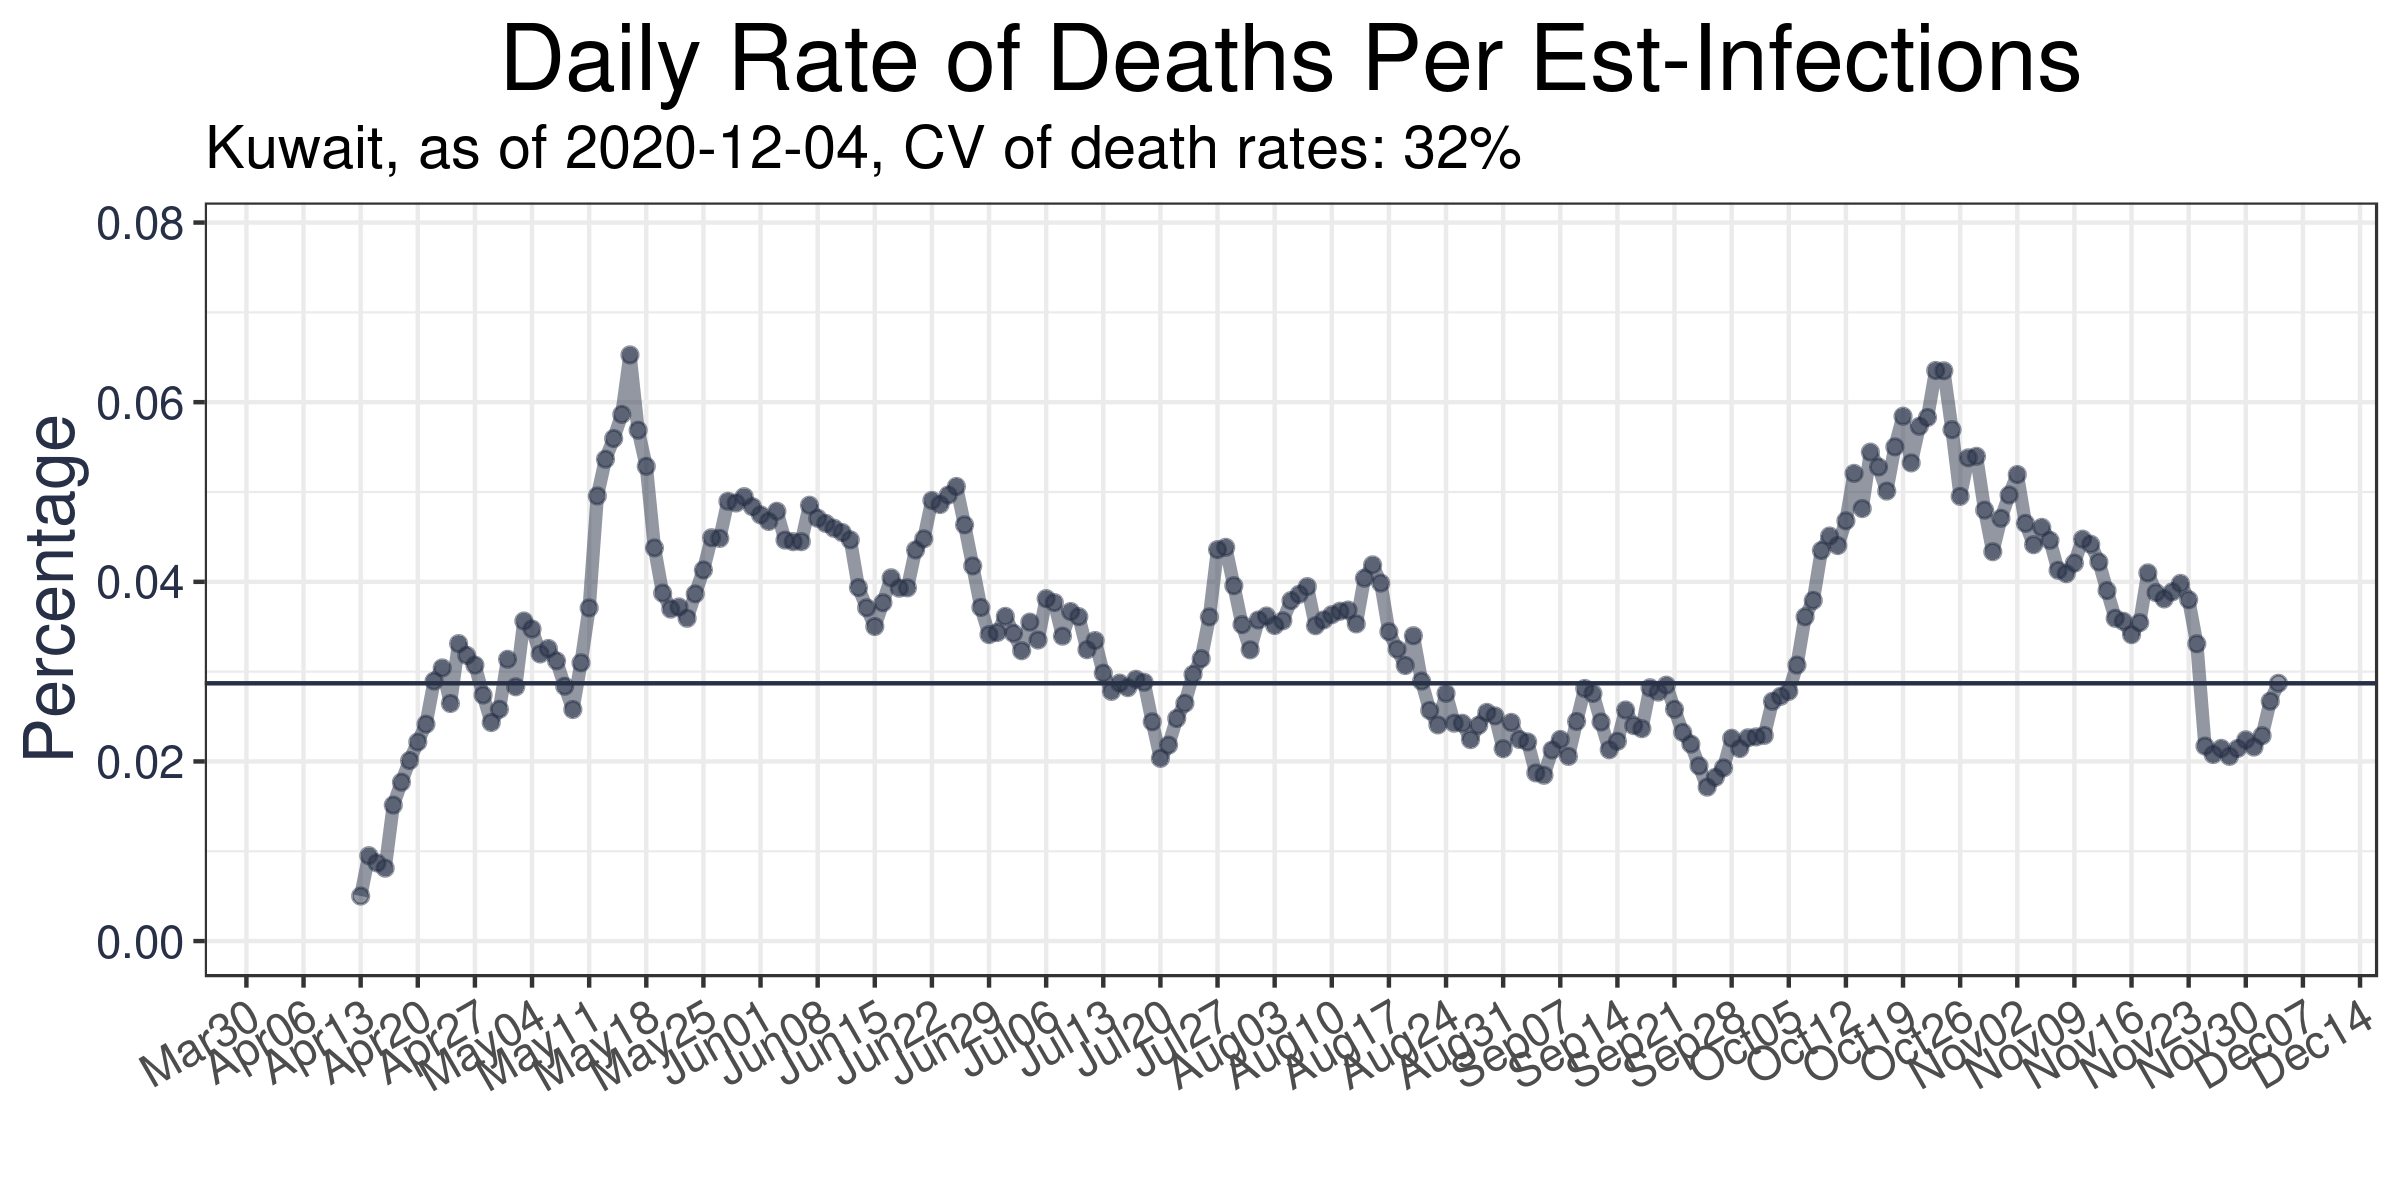 Daily Rate of Deaths Per Est-Infections
Kuwait, as of 2020-12-04, CV of death rates: 32%
Percentage
0.08
0.06
0.04
0.02
0.00
Mar30
Apr06
Apr13
Apr20
Apr27
May04
May11
May18
May25
Jun01
Jun08
Jun15
Jun22
Jun29
Jul06
Jul13
Jul20
Jul27
Aug03
Aug10
Aug17
Aug24
Aug31
Sep07
Sep14
Sep21
Sep28
Oct05
Oct12
Oct19
Oct26
Nov02
Nov09
Nov16
Nov23
Nov30
Dec07
Dec14